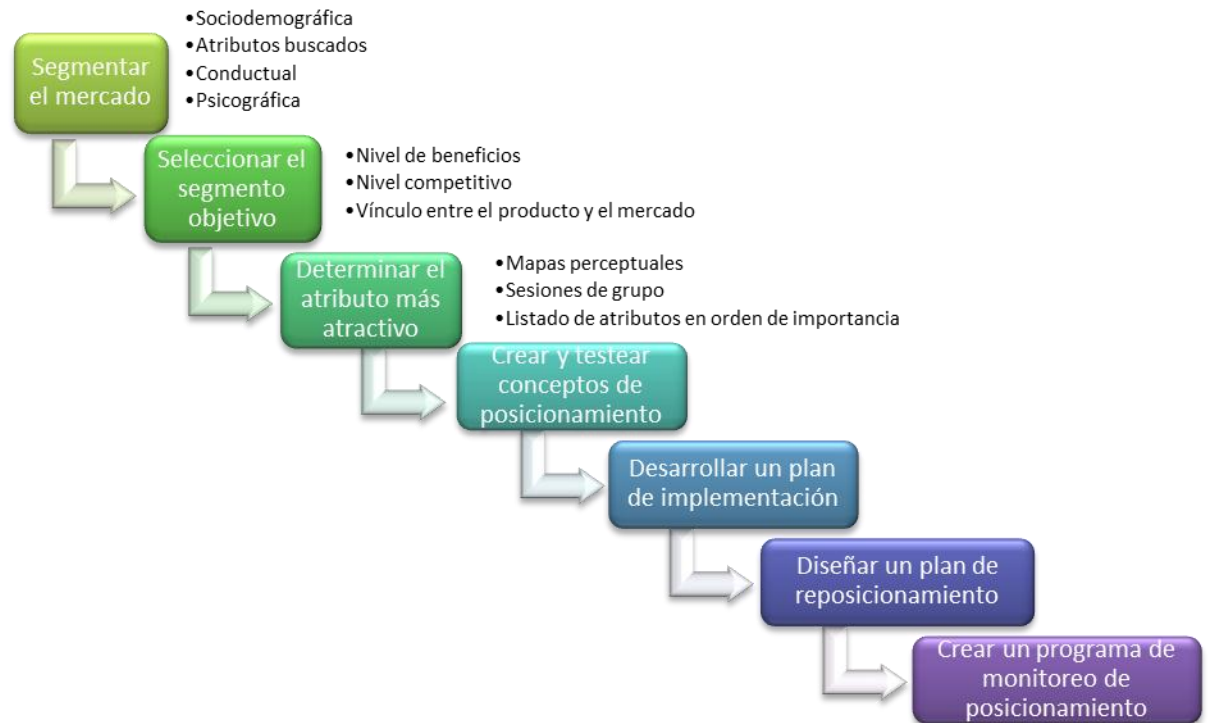 Segmentar
el mercado
•Sociodemográfica
•Atributos buscados
•Conductual
•Psicográfica
Seleccionar el
segmento
objetivo
•Nivel de beneficios
•Nivel competitivo
•Vínculo entre el producto y el mercado
Determinar el
atributo más
atractivo
•Mapas perceptuales
•Sesiones de grupo
•Listado de atributos en orden de importancia
Crear y testear
conceptos de
posicionamiento
Desarrollar un plan
de implementación
Diseñar un plan de
reposicionamiento
Crear un programa de
monitoreo de
posicionamiento